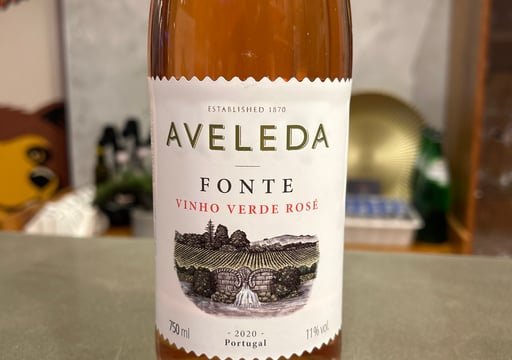 ESTABLISHED 1870
AVELEDA
FONTE
VINHO VERDE ROSÉ
750 ml
- 2020 -
Portugal
11% vol.